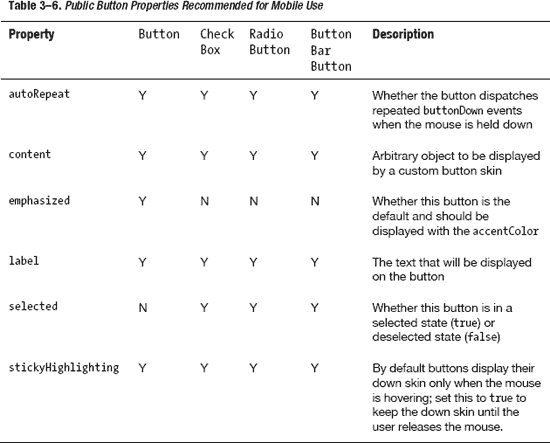 Table 3–6. Public Button Properties Recommended for Mobile Use
Property Button Check Box Radio Button Button Bar Button Description
autoRepeat Y Y Y Y Whether the button dispatches
repeated buttonDown events
when the mouse is held down
content Y Y Y Y Arbitrary object to be displayed
by a custom button skin
emphasized Y N N N Whether this button is the
default and should be
displayed with the accentColor
label Y Y Y Y The text that will be displayed
on the button
selected N Y Y Y Whether this button is in a
selected state (true) or
deselected state (false)
stickyHighlighting Y Y Y Y By default buttons display their
down skin only when the mouse
is hovering; set this to true to
keep the down skin until the
user releases the mouse.